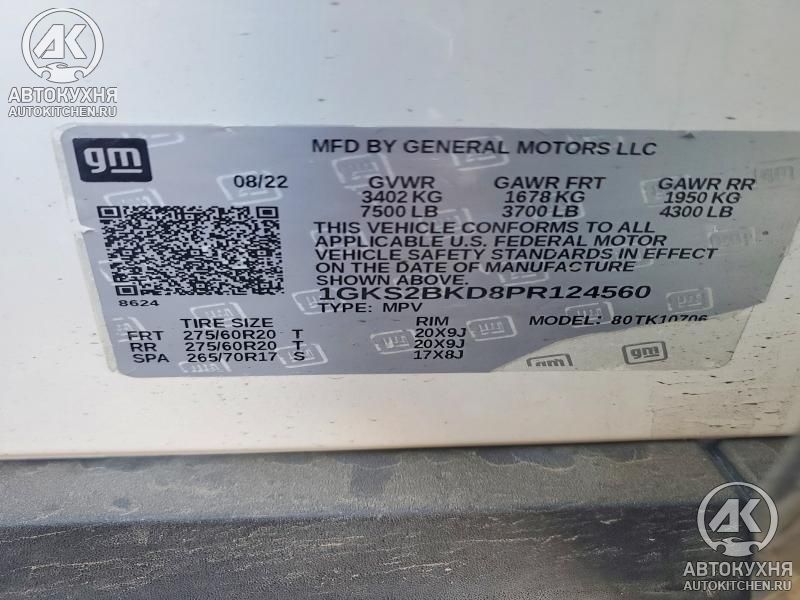 АК
АВТОКУХНЯ
AUTOKITCHEN.RU
gm
MFD BY GENERAL MOTORS LLC
08/22 GVWR GAWR FRT GAWR RR
3402 KG 1678 KG 1950 KG
7500 LB 3700 LB 4300 LB
THIS VEHICLE CONFORMS TO ALL
APPLICABLE U.S. FEDERAL MOTOR
VEHICLE SAFETY STANDARDS IN EFFECT
ON THE DATE OF MANUFACTURE
SHOWN ABOVE.
8624
1GKS2BKD8PR124560
TYPE: MPV MODEL: 80TK10706
TIRE SIZE RIM
FRT 275/60R20 T 20X9J
RR 275/60R20 T 20X9J
SPA 265/70R17 S 17X8J
АК
АВТОКУХНЯ
AUTOKITCHEN.RU